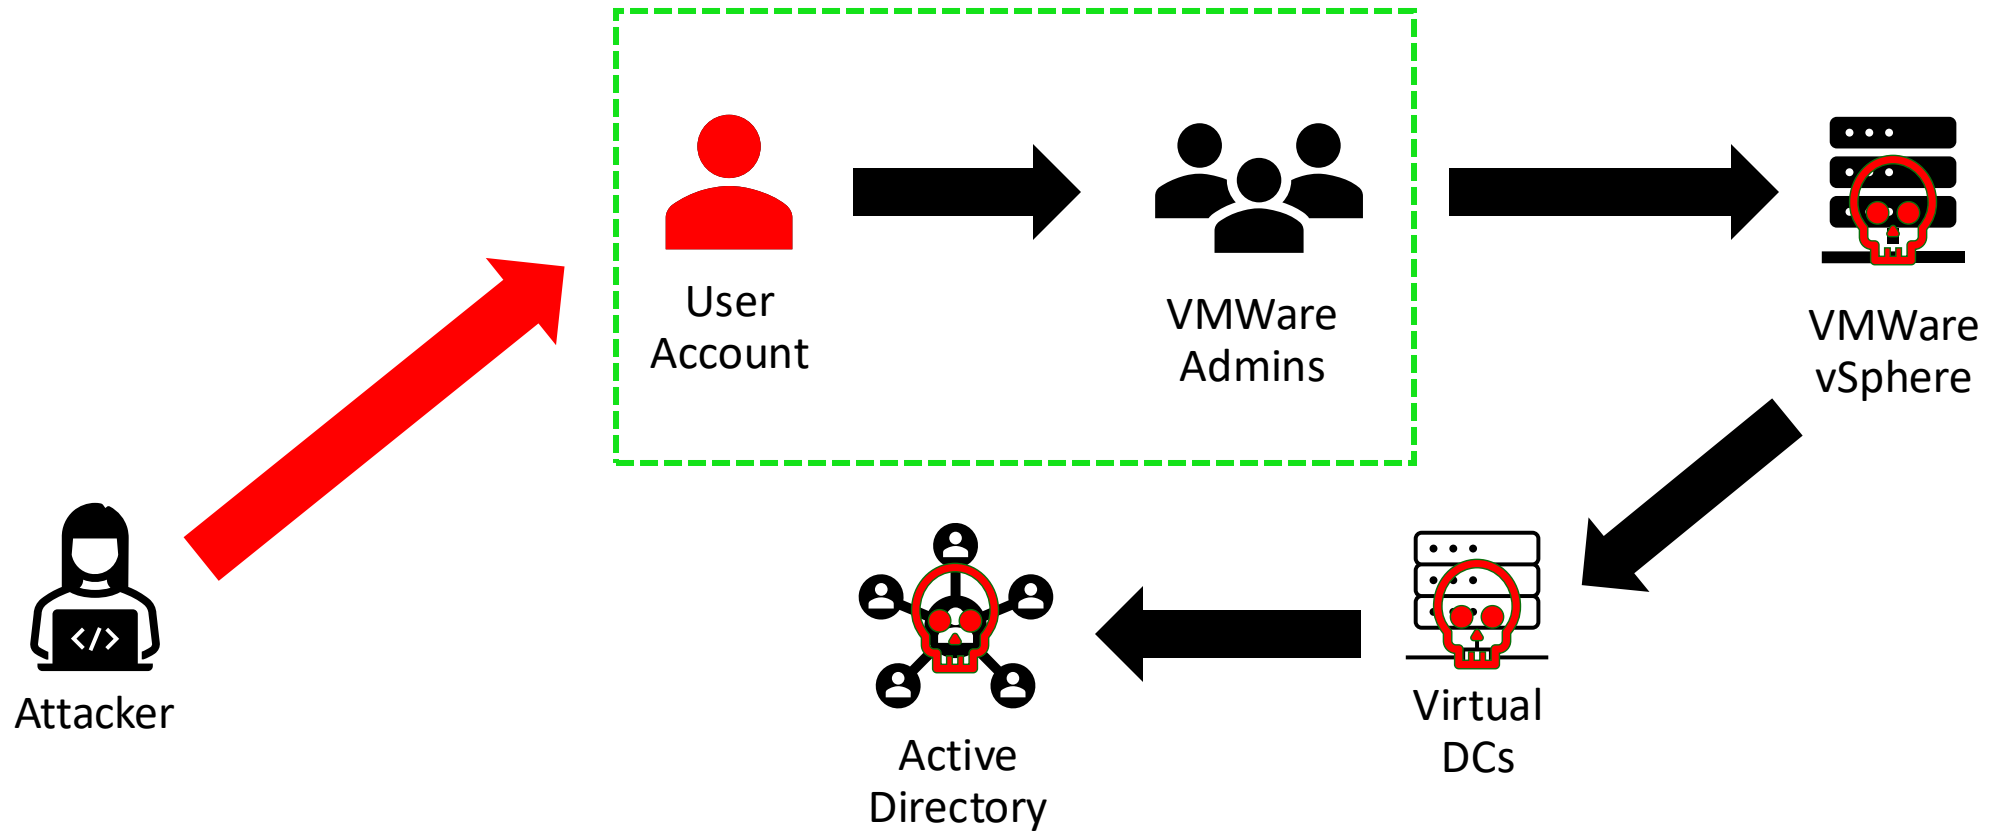 User
Account
VMWare
Admins
VMWare
vSphere
</>
Attacker
Active
Directory
Virtual
DCs